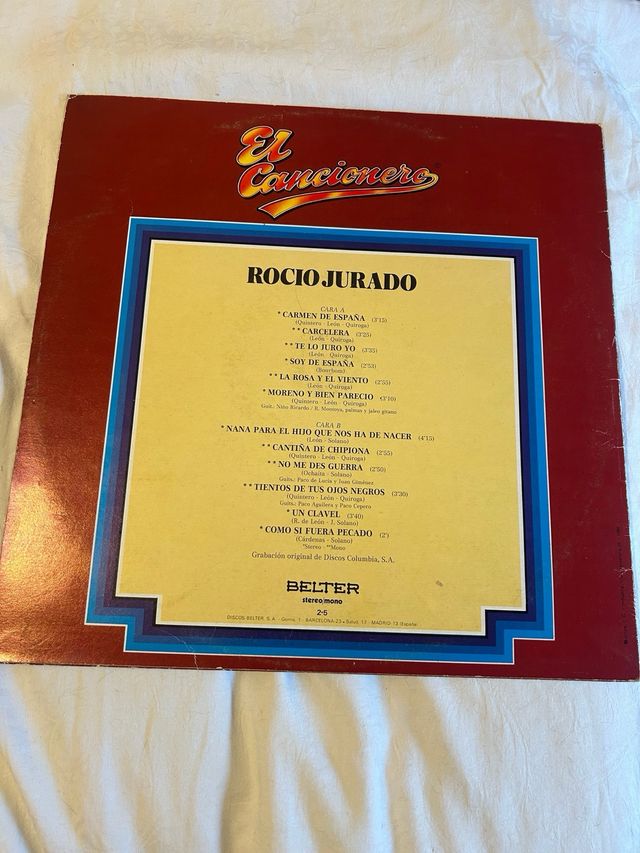 El
Cancionero
ROCIO JURADO
CARA A
* CARMEN DE ESPAÑA (3'15)
(Quintero - León - Quiroga)
** CARCELERA (3'25)
(León - Quiroga)
** TE LO JURO YO (3'35)
(León - Quiroga)
* SOY DE ESPAÑA (2'53)
(Bourbom)
** LA ROSA Y EL VIENTO (2'55)
(León - Quiroga)
* MORENO Y BIEN PARECIO (3'10)
(Quintero - León - Quiroga)
Guit.: Niño Ricardo / R. Montoya, palmas y jaleo gitano
CARA B
* NANA PARA EL HIJO QUE NOS HA DE NACER (4'15)
(León - Solano)
** CANTIÑA DE CHIPIONA (2'55)
(Quintero - León - Quiroga)
** NO ME DES GUERRA (2'50)
(Ochaita - Solano)
Guits.: Paco de Lucía y Juan Giménez
** TIENTOS DE TUS OJOS NEGROS (3'30)
(Quintero - León - Quiroga)
Guits.: Paco Aguilera y Paco Cepero
* UN CLAVEL (3'40)
(R. de León - J. Solano)
* COMO SI FUERA PECADO (2')
(Cárdenas - Solano)
*Stereo - **Mono
Grabación original de Discos Columbia, S.A.
BELTER
stereo/mono
2-5
DISCOS BELTER, S.A. - Gomis, 1 - BARCELONA-23 • Salud, 17 - MADRID-13 (España)